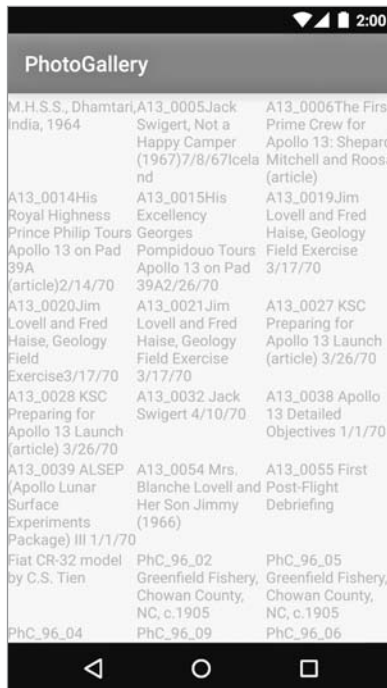 2:00
PhotoGallery
M.H.S.S., Dhamtari,
India, 1964
A13_0005Jack
Swigert, Not a
Happy Camper
(1967)7/8/67Icela
nd
A13_0006The Firs
Prime Crew for
Apollo 13: Shepard
Mitchell and Roosa
(article)
A13_0014His
Royal Highness
Prince Philip Tours
Apollo 13 on Pad
39A
(article)2/14/70
A13_0015His
Excellency
Georges
Pompidouo Tours
Apollo 13 on Pad
39A2/26/70
A13_0019Jim
Lovell and Fred
Haise, Geology
Field Exercise
3/17/70
A13_0020Jim
Lovell and Fred
Haise, Geology
Field
Exercise3/17/70
A13_0021Jim
Lovell and Fred
Haise, Geology
Field Exercise
3/17/70
A13_0027 KSC
Preparing for
Apollo 13 Launch
(article) 3/26/70
A13_0028 KSC
Preparing for
Apollo 13 Launch
(article) 3/26/70
A13_0032 Jack
Swigert 4/10/70
A13_0038 Apollo
13 Detailed
Objectives 1/1/70
A13_0039 ALSEP
(Apollo Lunar
Surface
Experiments
Package) III 1/1/70
A13_0054 Mrs.
Blanche Lovell and
Her Son Jimmy
(1966)
A13_0055 First
Post-Flight
Debriefing
Fiat CR-32 model
by C.S. Tien
PhC_96_02
Greenfield Fishery,
Chowan County,
NC, c.1905
PhC_96_05
Greenfield Fishery,
Chowan County,
NC, c.1905
PhC_96_04
PhC_96_09
PhC_96_06